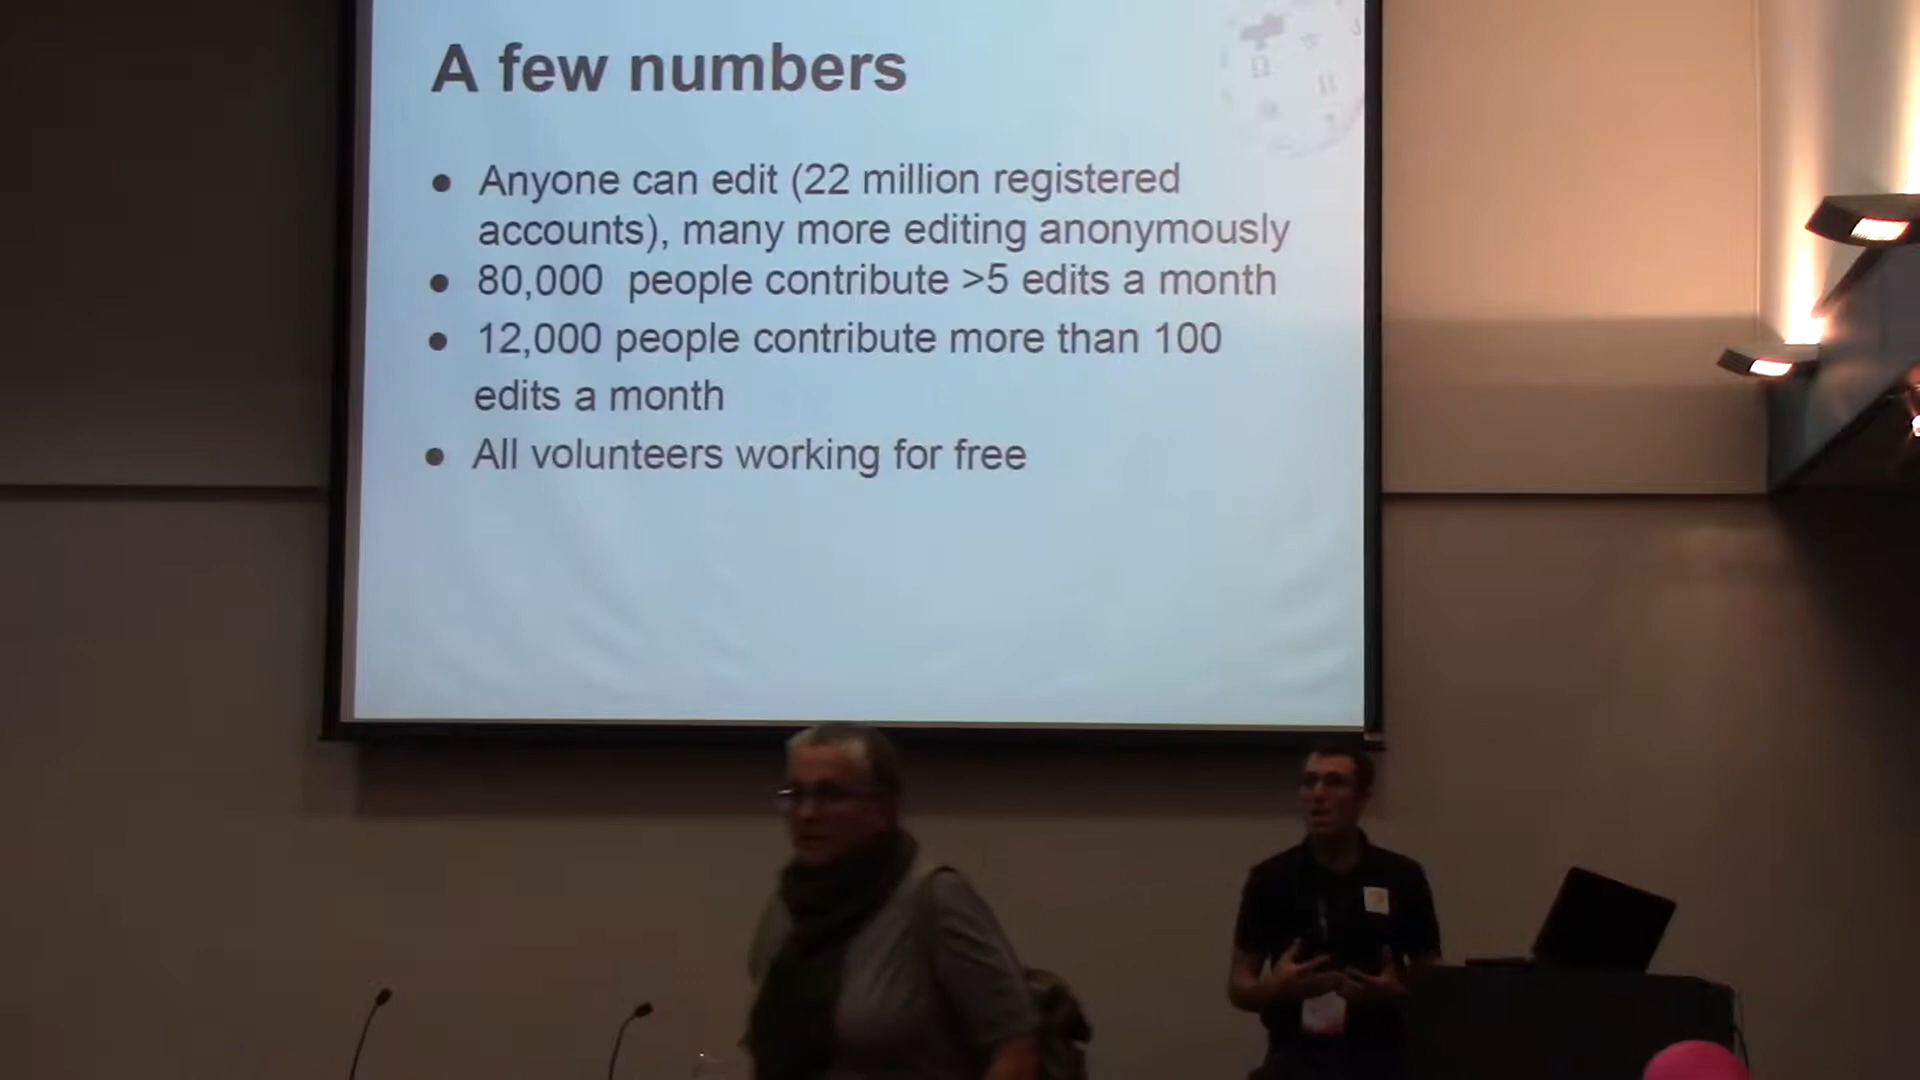 A few numbers
● Anyone can edit (22 million registered
accounts), many more editing anonymously
● 80,000 people contribute >5 edits a month
● 12,000 people contribute more than 100
edits a month
● All volunteers working for free